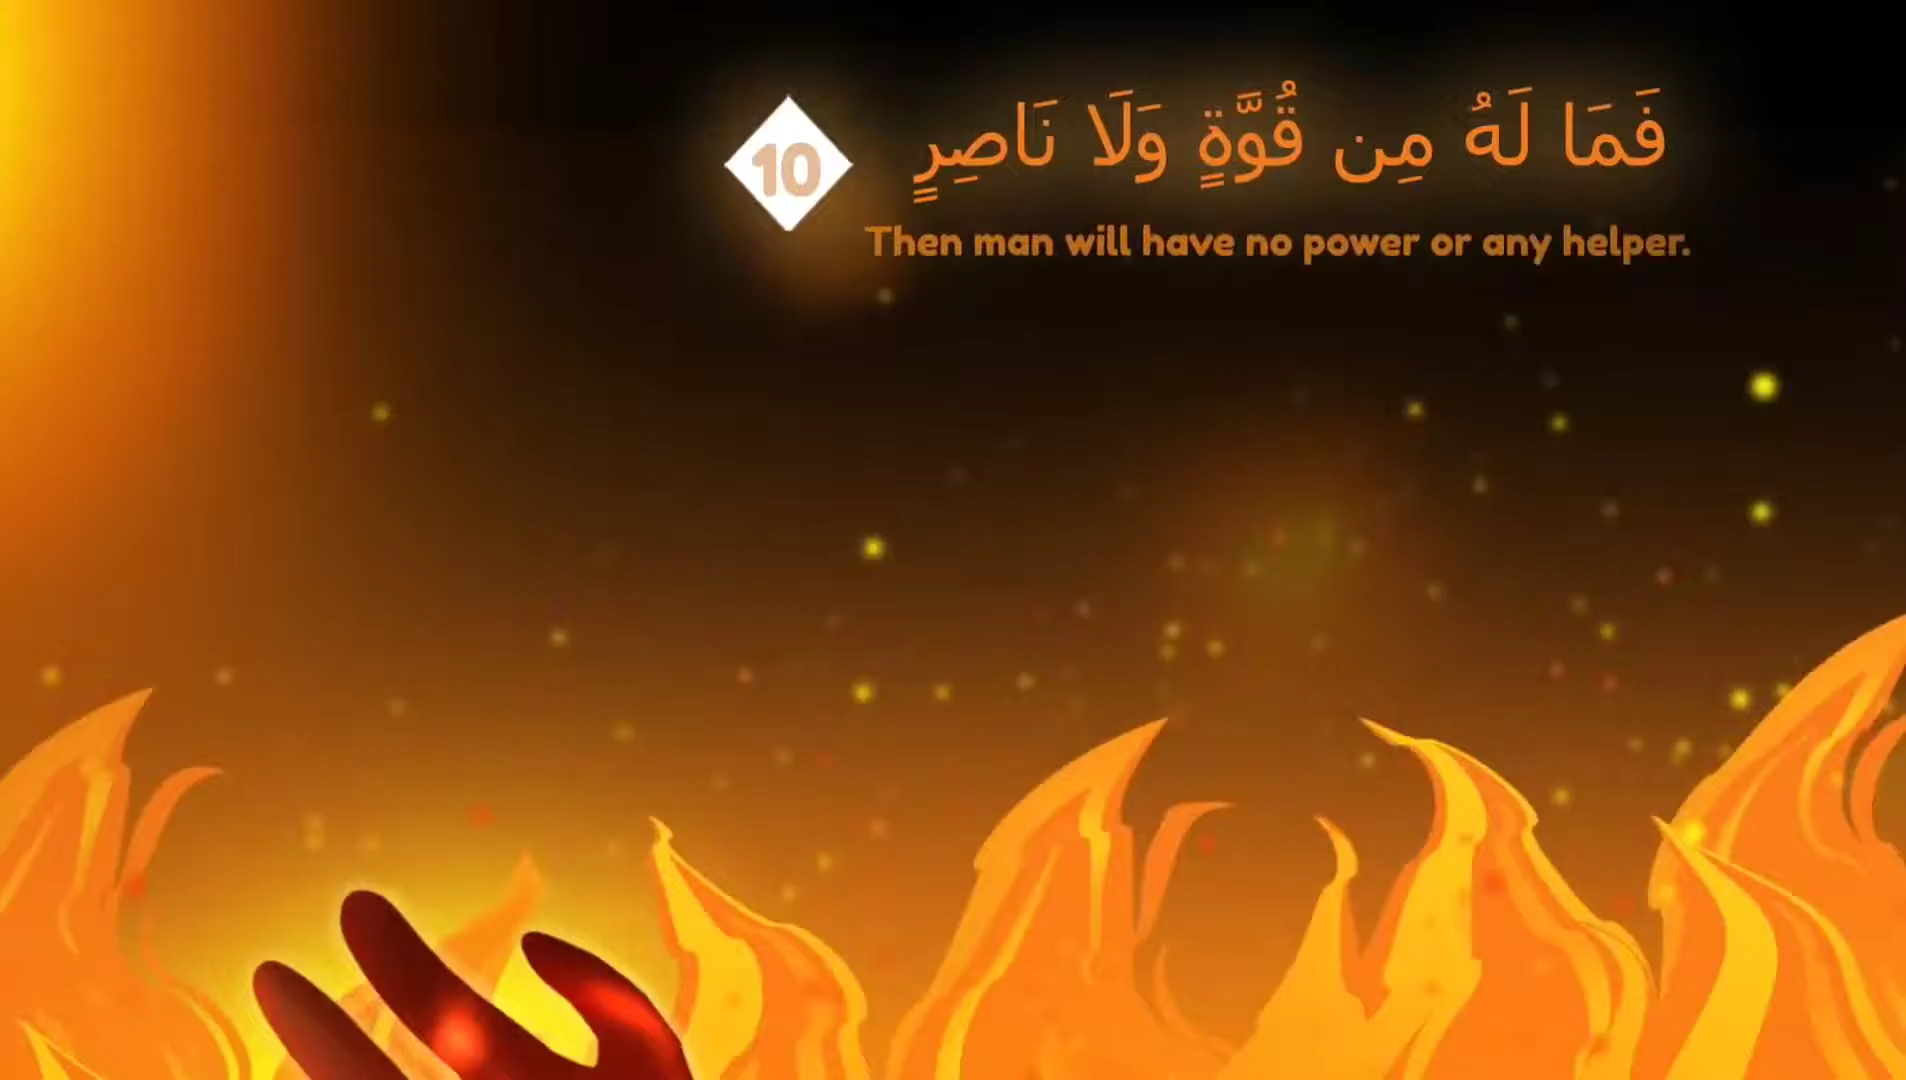 فَمَا لَهُ مِن قُوَّةٍ وَلَا نَاصِرٍ
10
Then man will have no power or any helper.